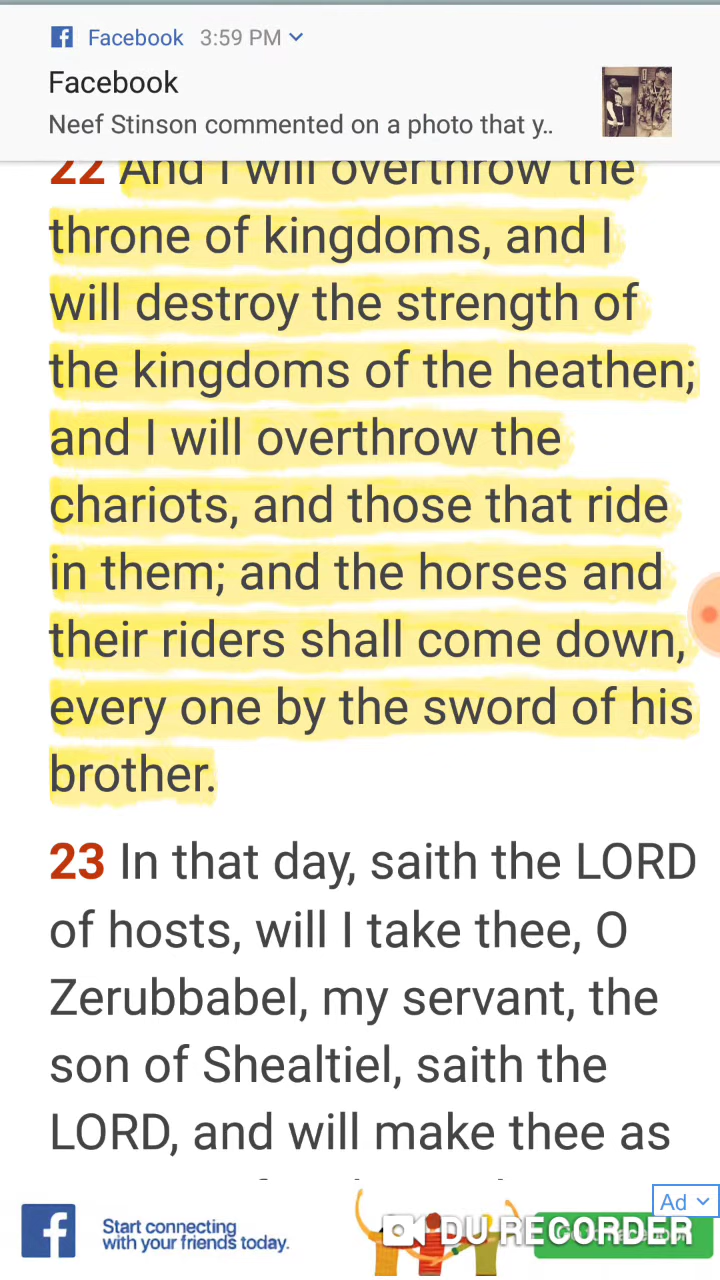 Facebook 3:59 PM
Facebook
Neef Stinson commented on a photo that y..
22 And I will overthrow the
throne of kingdoms, and I
will destroy the strength of
the kingdoms of the heathen;
and I will overthrow the
chariots, and those that ride
in them; and the horses and
their riders shall come down,
every one by the sword of his
brother.
23 In that day, saith the LORD
of hosts, will I take thee, O
Zerubbabel, my servant, the
son of Shealtiel, saith the
LORD, and will make thee as
Ad
Start connecting
with your friends today.
DU RECORDER